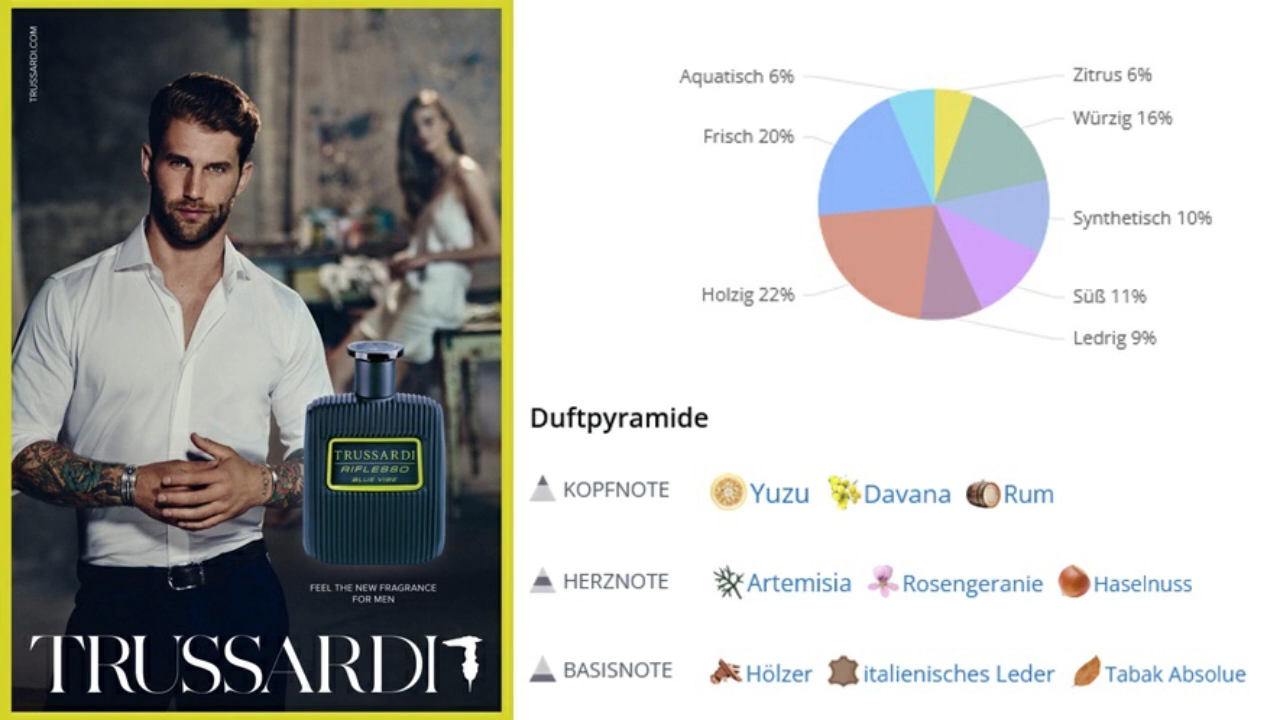 TRUSSARDI.COM
TRUSSARDI
RIFLESSO
BLUE VIBE
FEEL THE NEW FRAGRANCE
FOR MEN
TRUSSARDI
Aquatisch 6%
Zitrus 6%
Würzig 16%
Frisch 20%
Synthetisch 10%
Holzig 22%
Süß 11%
Ledrig 9%
Duftpyramide
KOPFNOTE Yuzu Davana Rum
HERZNOTE Artemisia Rosengeranie Haselnuss
BASISNOTE Hölzer italienisches Leder Tabak Absolue